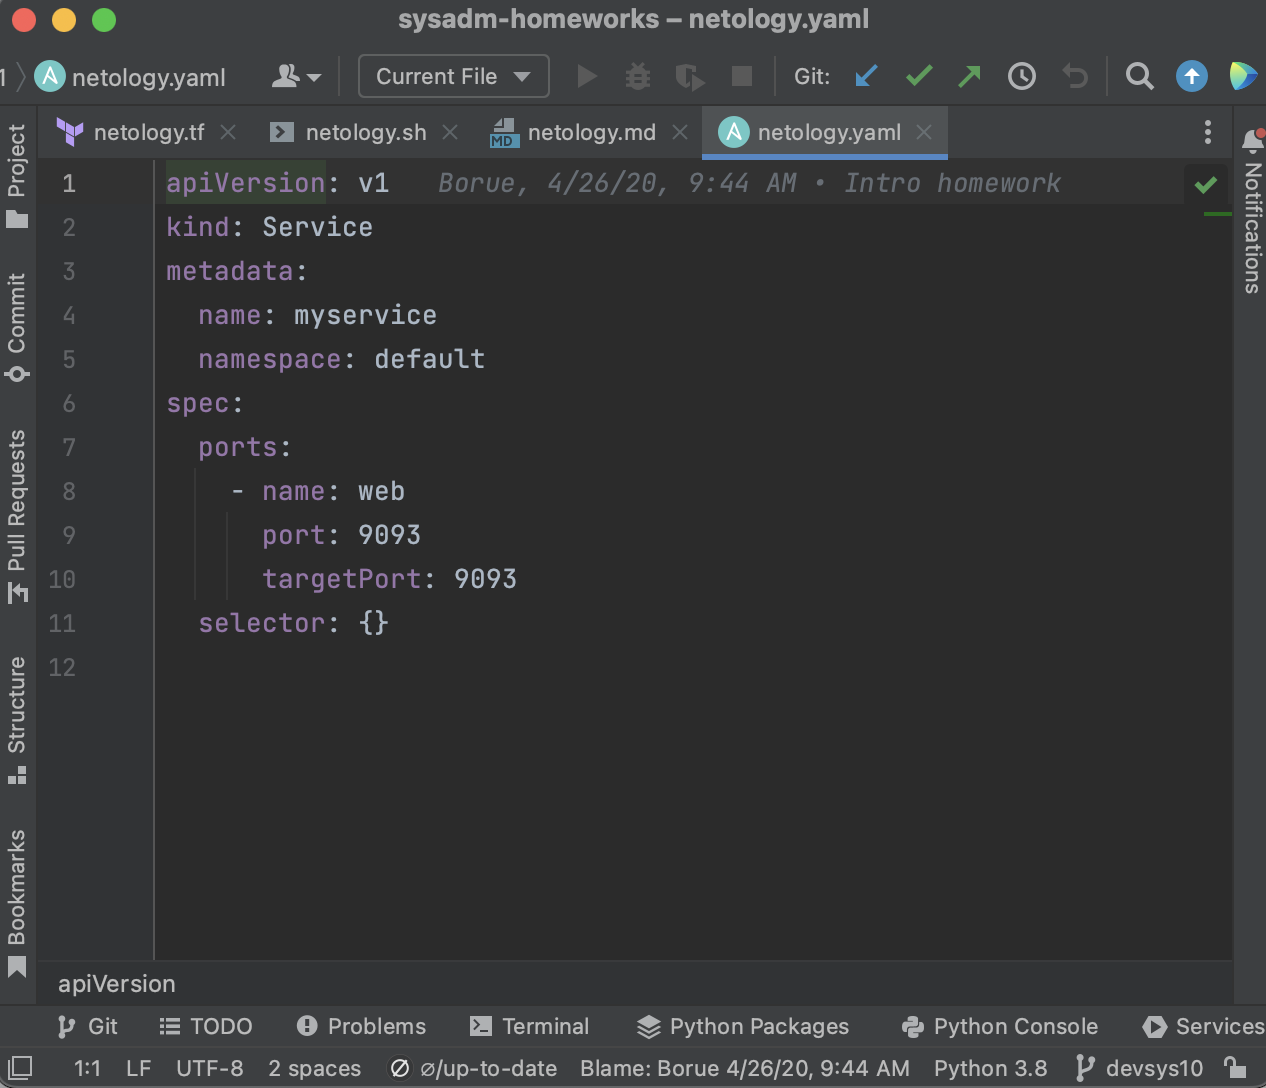 sysadm-homeworks – netology.yaml
1 netology.yaml Current File Git:
netology.tf netology.sh MD netology.md A netology.yaml
Project
Commit
Pull Requests
Structure
Bookmarks
1 apiVersion: v1 Borue, 4/26/20, 9:44 AM • Intro homework
2 kind: Service
3 metadata:
4   name: myservice
5   namespace: default
6 spec:
7   ports:
8     - name: web
9       port: 9093
10       targetPort: 9093
11   selector: {}
12
Notifications
apiVersion
Git TODO Problems Terminal Python Packages Python Console Services
1:1 LF UTF-8 2 spaces ∅/up-to-date Blame: Borue 4/26/20, 9:44 AM Python 3.8 devsys10